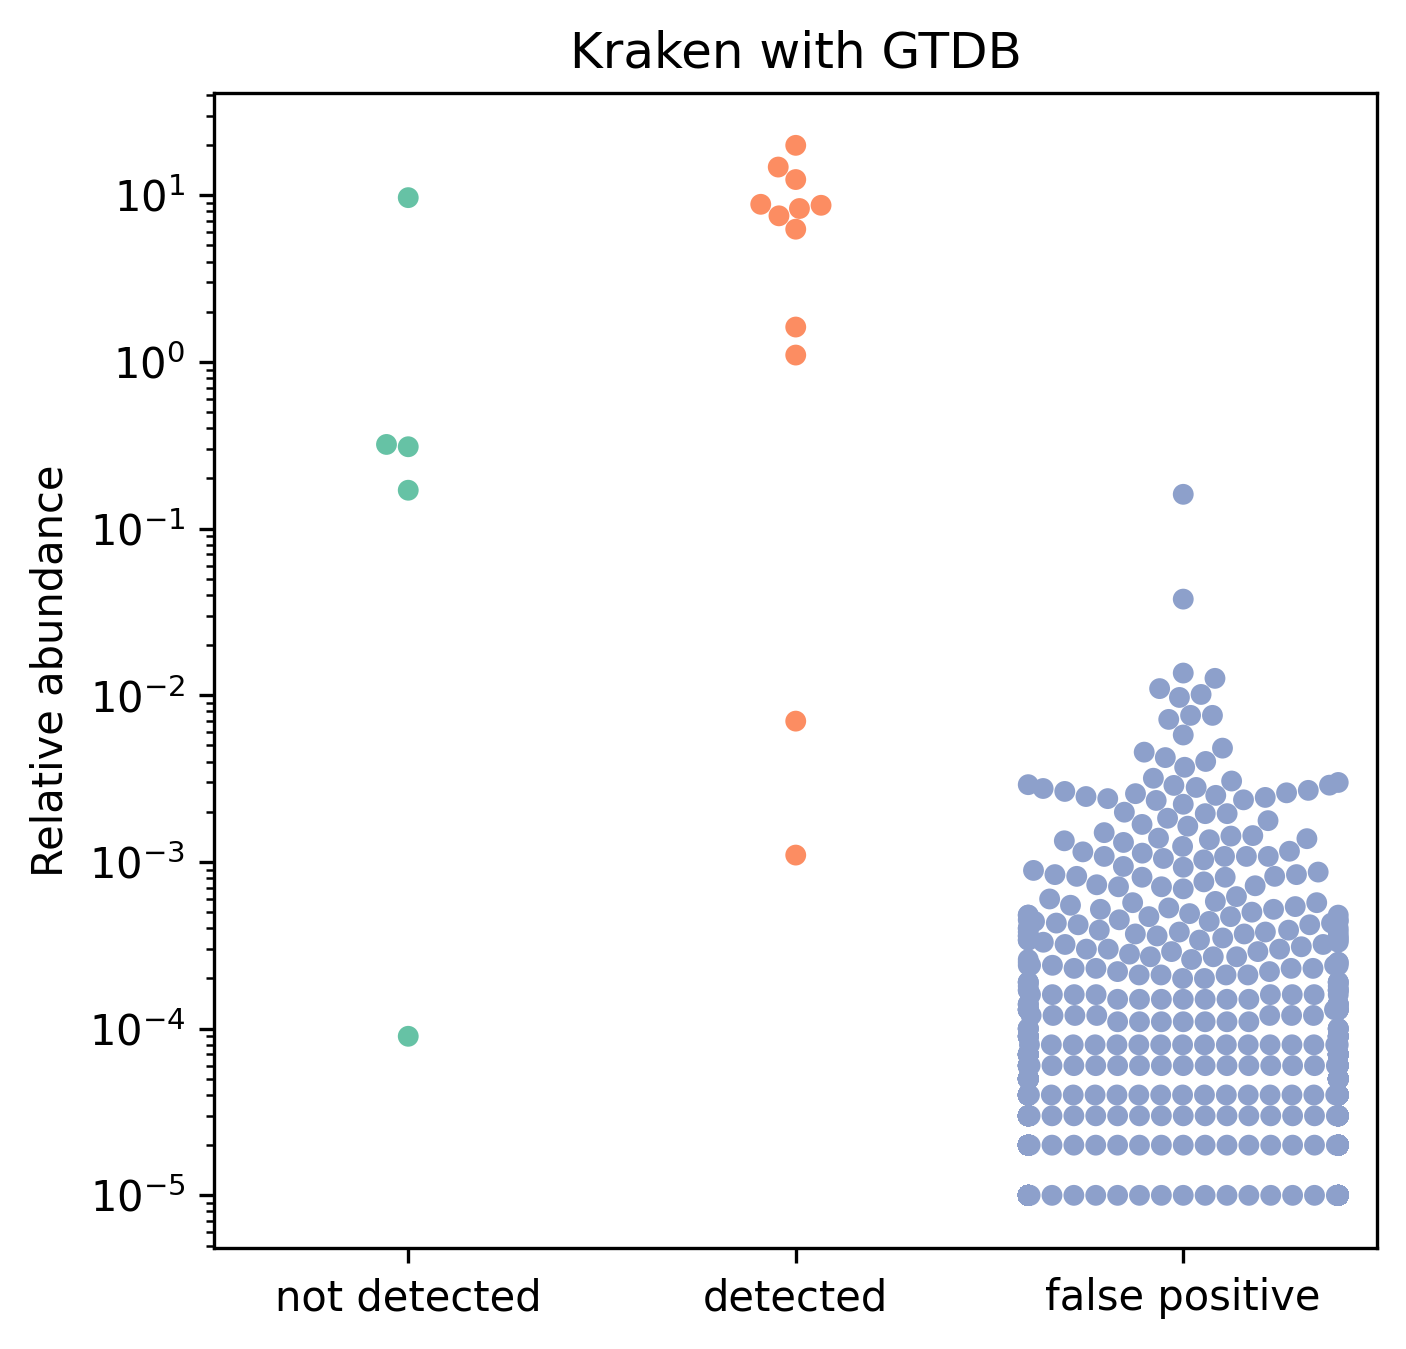 Kraken with GTDB
Relative abundance
10¹
10⁰
10⁻¹
10⁻²
10⁻³
10⁻⁴
10⁻⁵
not detected
detected
false positive